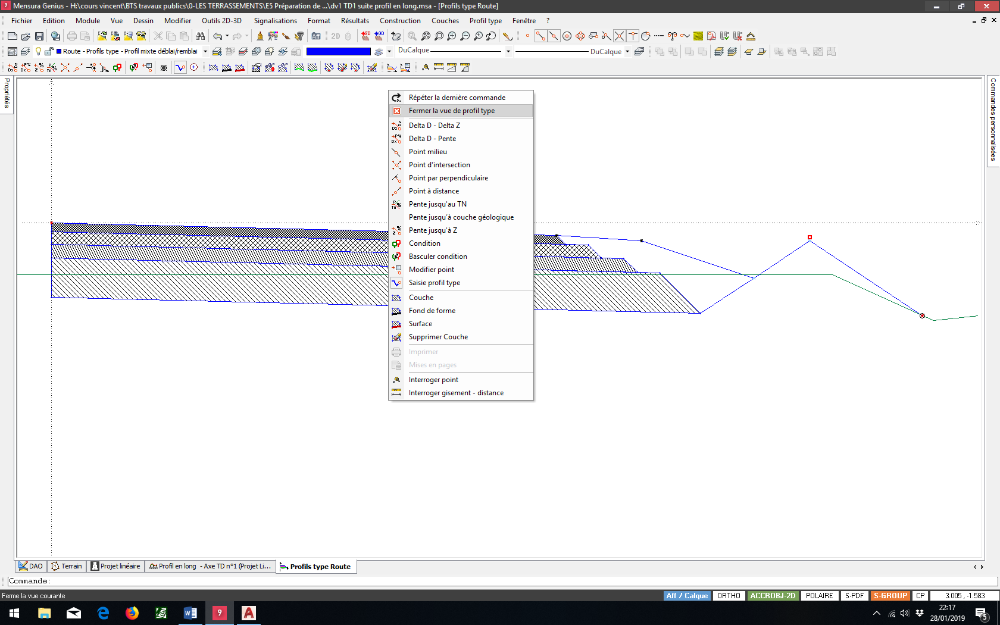 Mensura Genius - H:\cours vincent\BTS travaux publics\0-LES TERRASSEMENTS\E5 Préparation de ...\dv1 TD1 suite profil en long.msa - [Profils type Route]
Fichier Edition Module Vue Dessin Modifier Outils 2D-3D Signalisations Format Résultats Construction Couches Profil type Fenêtre ?
Route - Profils type - Profil mixte déblai/remblai DuCalque DuCalque
Propriétés
Commandes personnalisées
Répéter la dernière commande
Fermer la vue de profil type
Delta D - Delta Z
Delta D - Pente
Point milieu
Point d'intersection
Point par perpendiculaire
Point à distance
Pente jusqu'au TN
Pente jusqu'à couche géologique
Pente jusqu'à Z
Condition
Basculer condition
Modifier point
Saisie profil type
Couche
Fond de forme
Surface
Supprimer Couche
Imprimer
Mises en pages
Interroger point
Interroger gisement - distance
DAO Terrain Projet linéaire Profil en long - Axe TD n°1 (Projet Li... Profils type Route
Commande:
Ferme la vue courante Aff / Calque ORTHO ACCROBJ-2D POLAIRE S-PDF S-GROUP CP 3.005 , -1.583
22:17
28/01/2019
5